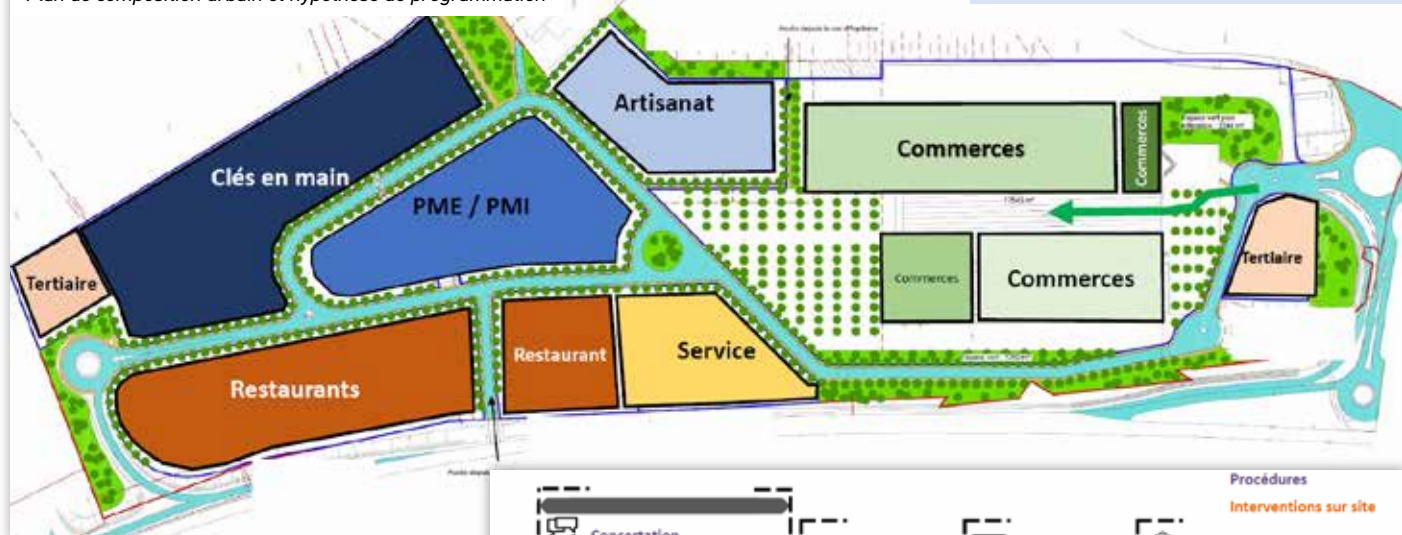 Plan de composition urbain et hypothèse de programmation
Artisanat
Commerces
Commerces
Clés en main
PME / PMI
Tertiaire
Commerces
Commerces
Tertiaire
Restaurant
Service
Restaurants
Procédures
Interventions sur site
Concertation